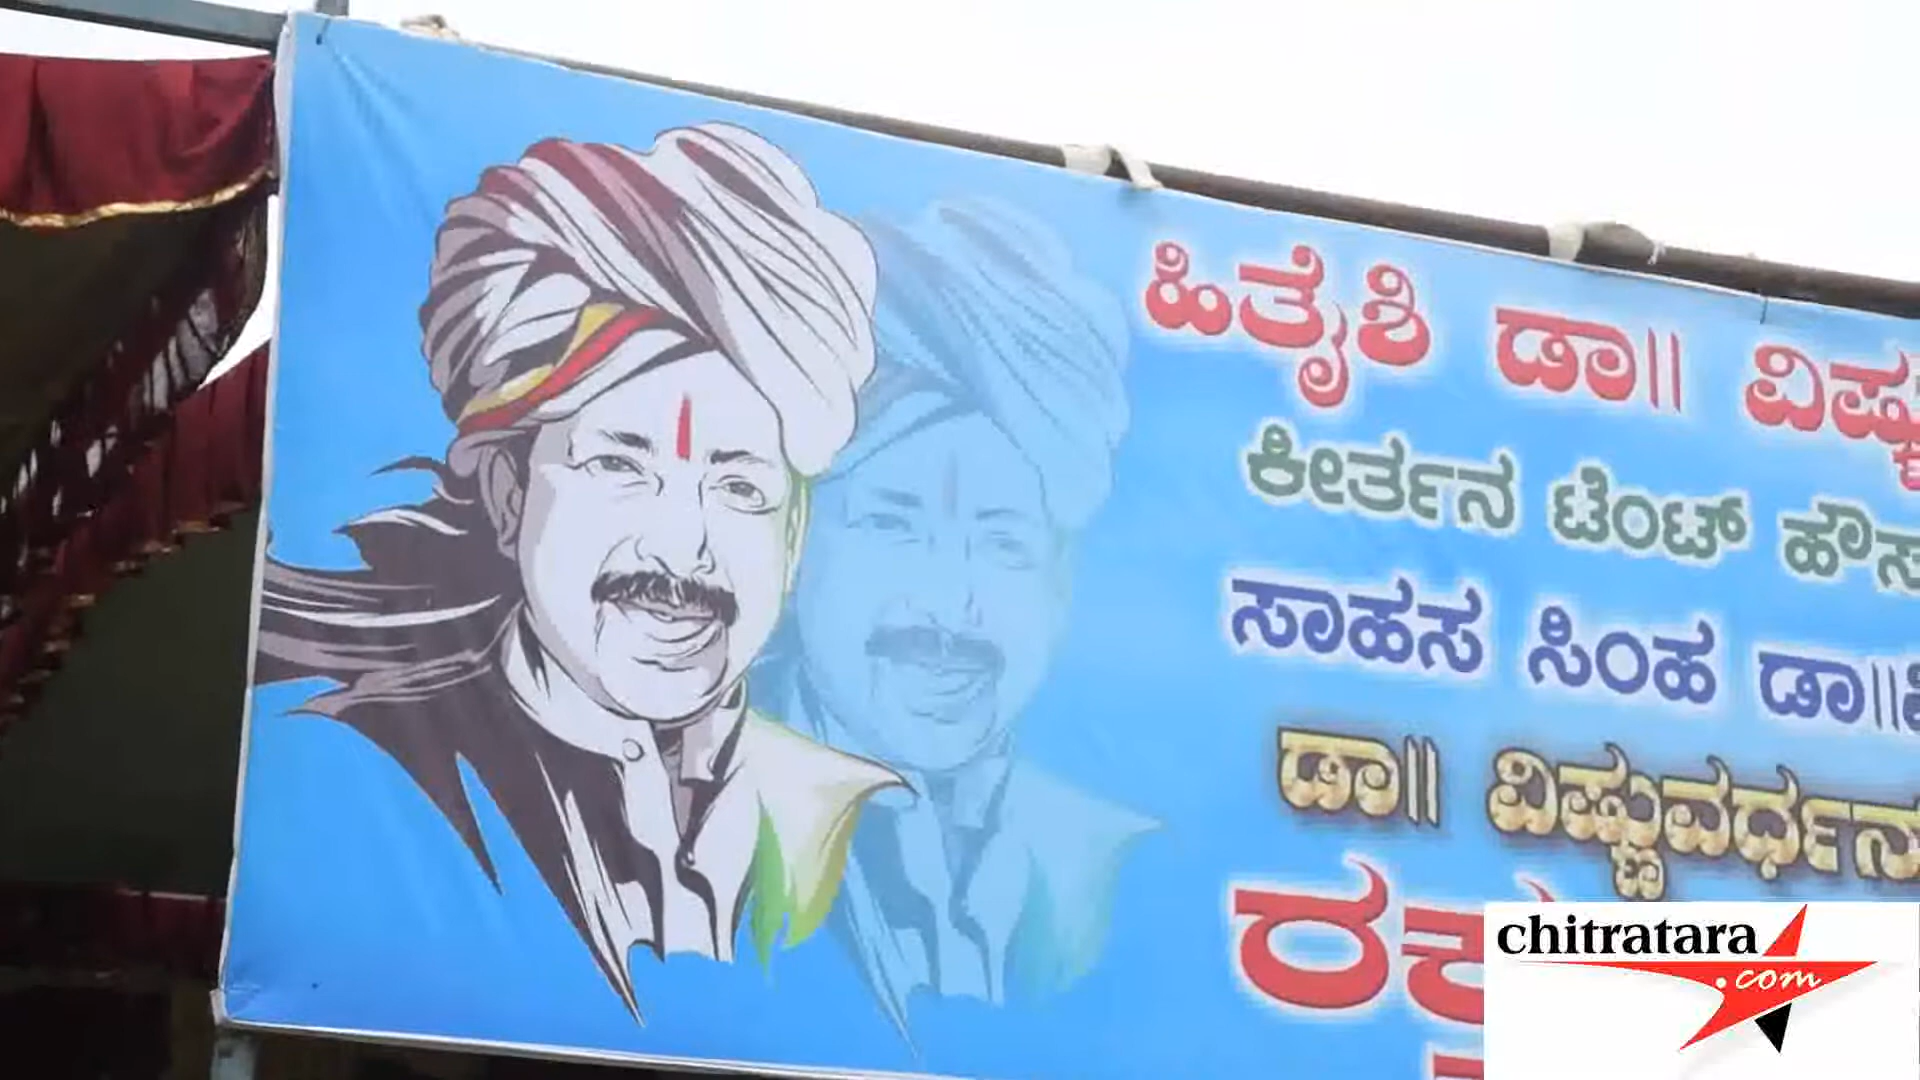 ಹಿತೈಶಿ ಡಾ||
ಕೀರ್ತನ ಟೆಂಟ್
ಸಾಹಸ ಸಿಂಹ ಡಾ||
ಡಾ|| ವಿಷ್ಣುವರ್ಧನ
chitratara
.com